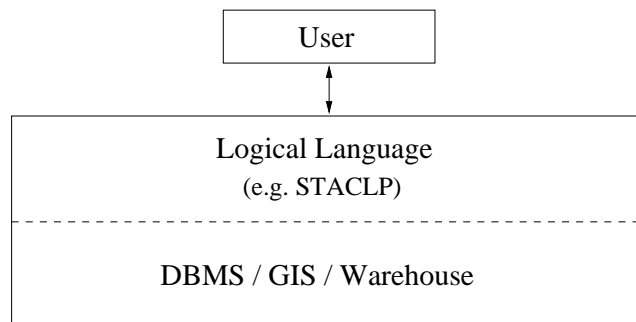 User
Logical Language
(e.g. STACLP)
DBMS / GIS / Warehouse